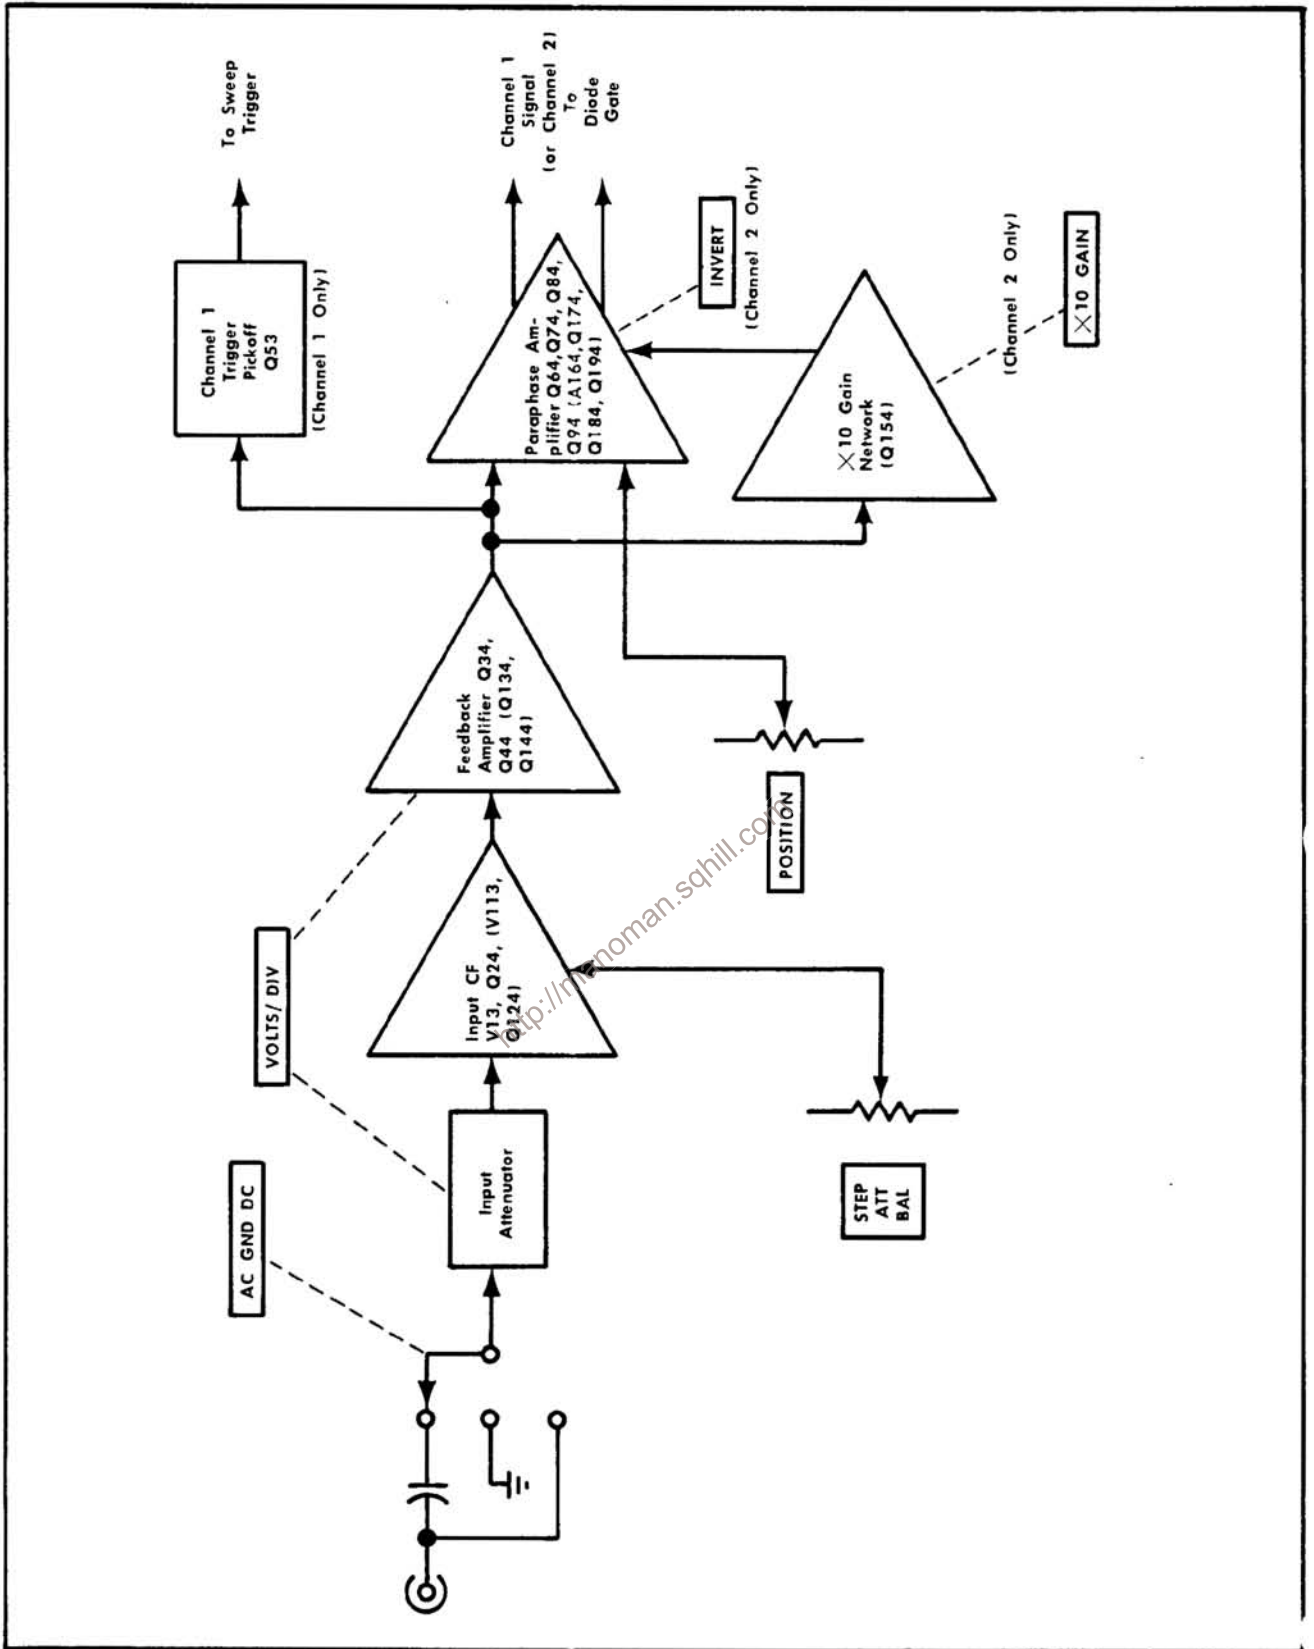 AC GND DC
VOLTS/DIV
Input
Attenuator
Input CF
V13, Q24, (V113,
Q124)
STEP
ATT
BAL
Feedback
Amplifier Q34,
Q44 (Q134,
Q144)
POSITION
Channel 1
Trigger
Pickoff
Q53
(Channel 1 Only)
To Sweep
Trigger
Paraphase Am-
plifier Q64,Q74, Q84,
Q94 (A164,Q174,
Q184, Q194)
Channel 1
Signal
(or Channel 2)
To
Diode
Gate
INVERT
(Channel 2 Only)
×10 Gain
Network
(Q154)
(Channel 2 Only)
×10 GAIN
http://manoman.sqhill.com